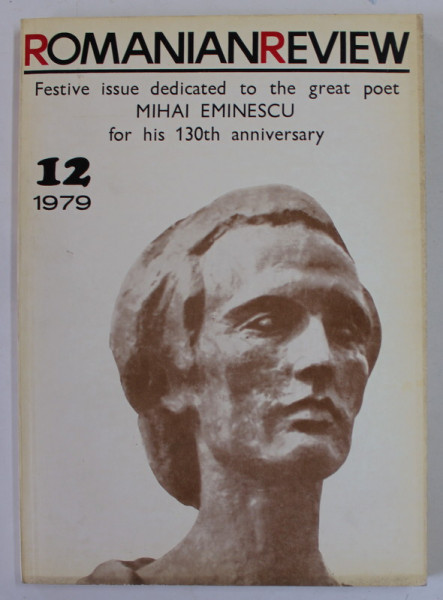 ROMANIANREVIEW
Festive issue dedicated to the great poet
MIHAI EMINESCU
for his 130th anniversary
12
1979